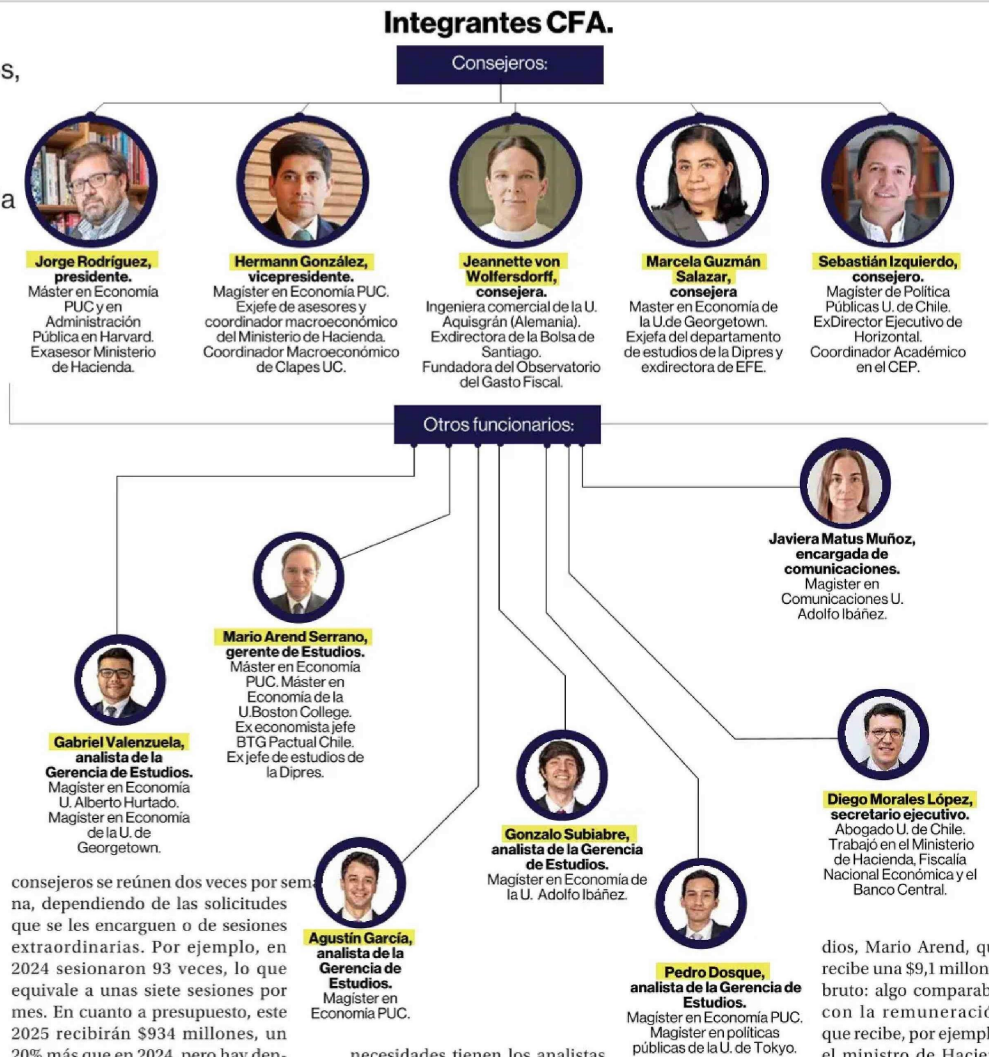 Integrantes CFA.
s,
a
Consejeros:
Jorge Rodríguez,
presidente.
Máster en Economía
PUC y en
Administración
Pública en Harvard.
Exasesor Ministerio
de Hacienda.
Hermann González,
vicepresidente.
Magíster en Economía PUC.
Exjefe de asesores y
coordinador macroeconómico
del Ministerio de Hacienda.
Coordinador Macroeconómico
de Clapes UC.
Jeannette von
Wolfersdorff,
consejera.
Ingeniera comercial de la U.
Aquisgrán (Alemania).
Exdirectora de la Bolsa de
Santiago.
Fundadora del Observatorio
del Gasto Fiscal.
Marcela Guzmán
Salazar,
consejera
Master en Economía de
la U.de Georgetown.
Exjefa del departamento
de estudios de la Dipres y
exdirectora de EFE.
Sebastián Izquierdo,
consejero.
Magíster de Política
Públicas U. de Chile.
ExDirector Ejecutivo de
Horizontal.
Coordinador Académico
en el CEP.
Otros funcionarios:
Javiera Matus Muñoz,
encargada de
comunicaciones.
Magister en
Comunicaciones U.
Adolfo Ibáñez.
Mario Arend Serrano,
gerente de Estudios.
Máster en Economía
PUC. Máster en
Economía de la
U.Boston College.
Ex economista jefe
BTG Pactual Chile.
Ex jefe de estudios de
la Dipres.
Gabriel Valenzuela,
analista de la
Gerencia de Estudios.
Magíster en Economía
U. Alberto Hurtado.
Magíster en Economía
de la U. de
Georgetown.
Diego Morales López,
secretario ejecutivo.
Abogado U. de Chile.
Trabajó en el Ministerio
de Hacienda, Fiscalía
Nacional Económica y el
Banco Central.
Gonzalo Subiabre,
analista de la Gerencia
de Estudios.
Magíster en Economía de
la U. Adolfo Ibáñez.
Agustín García,
analista de la
Gerencia de
Estudios.
Magíster en
Economía PUC.
Pedro Dosque,
analista de la Gerencia de
Estudios.
Magíster en Economía PUC.
Magister en políticas
públicas de la U. de Tokyo.
consejeros se reúnen dos veces por sema
na, dependiendo de las solicitudes
que se les encarguen o de sesiones
extraordinarias. Por ejemplo, en
2024 sesionaron 93 veces, lo que
equivale a unas siete sesiones por
mes. En cuanto a presupuesto, este
2025 recibirán $934 millones, un
20% más que en 2024, pero hay den-
necesidades tienen los analistas
dios, Mario Arend, qu
recibe una $9,1 millon
bruto: algo comparab
con la remuneració
que recibe, por ejempl
el ministro de Hacie